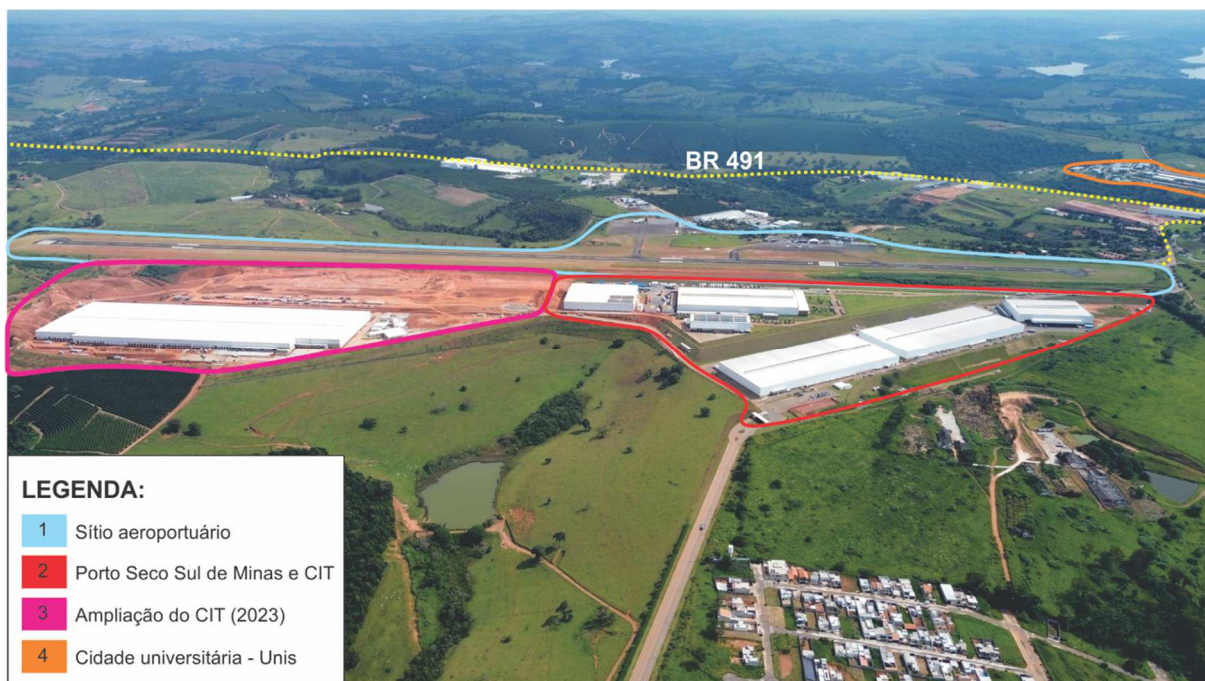 BR 491
LEGENDA:
1 Sítio aeroportuário
2 Porto Seco Sul de Minas e CIT
3 Ampliação do CIT (2023)
4 Cidade universitária - Unis